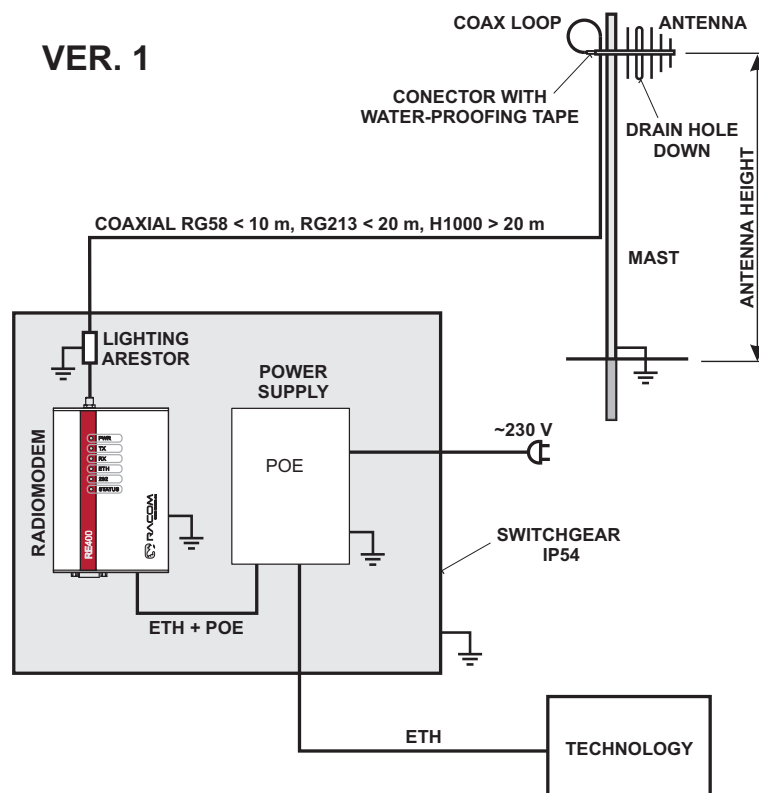 VER. 1
COAX LOOP
ANTENNA
CONECTOR WITH
WATER-PROOFING TAPE
DRAIN HOLE
DOWN
ANTENNA HEIGHT
COAXIAL RG58 < 10 m, RG213 < 20 m, H1000 > 20 m
MAST
LIGHTING
ARESTOR
POWER
SUPPLY
POE
~230 V
RADIOMODEM
PWR
TX
RX
ETH
232
STATUS
RE400
RACOM
SWITCHGEAR
IP54
ETH + POE
ETH
TECHNOLOGY